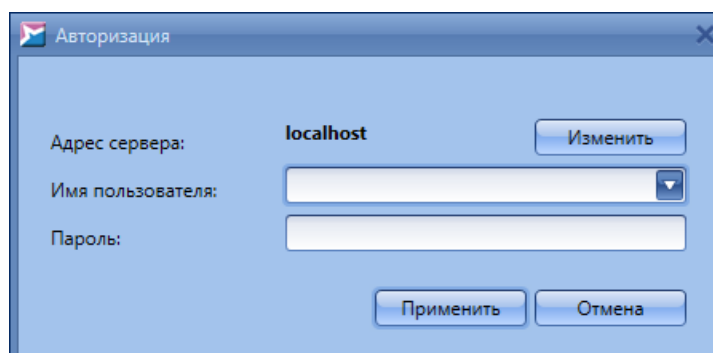 Авторизация
Адрес сервера: localhost Изменить
Имя пользователя:
Пароль:
Применить Отмена